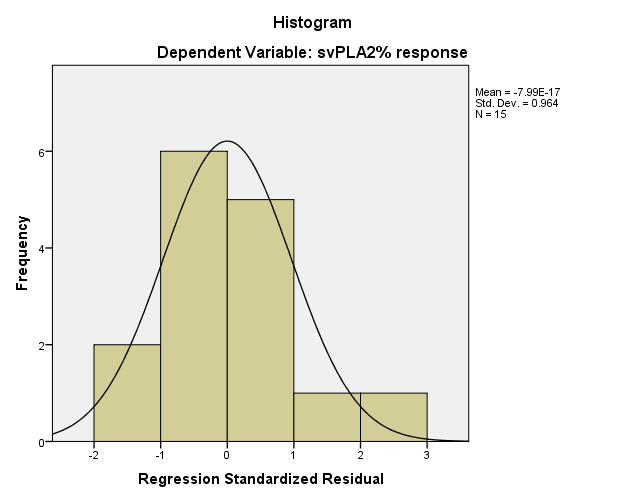 Histogram
Dependent Variable: svPLA2% response
Mean = -7.99E-17
Std. Dev. = 0.964
N = 15
Frequency
6
4
2
0
-2 -1 0 1 2 3
Regression Standardized Residual